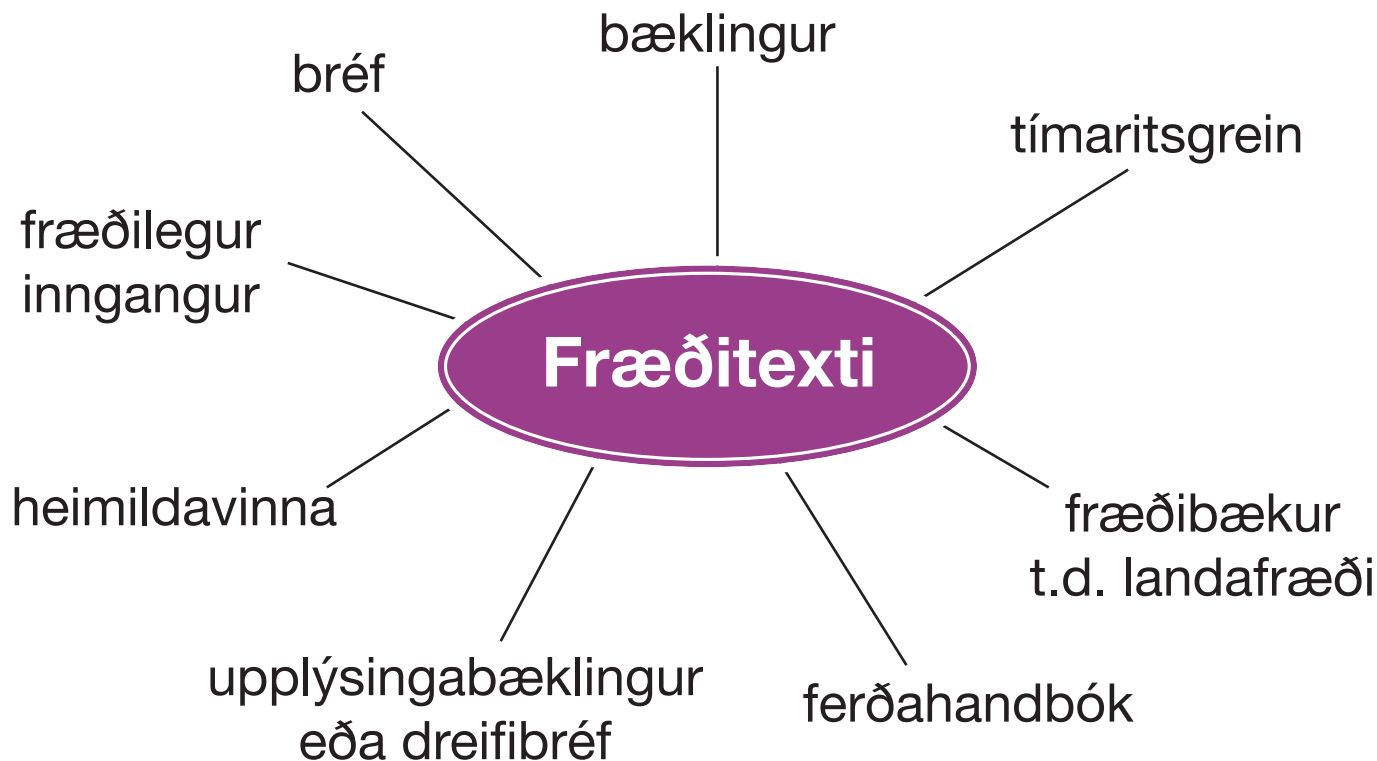 bæklingur
bréf
tímaritsgrein
fræðilegur
inngangur
Fræðitexti
heimildavinna
fræðibækur
t.d. landafræði
upplýsingabæklingur
eða dreifibréf
ferðahandbók